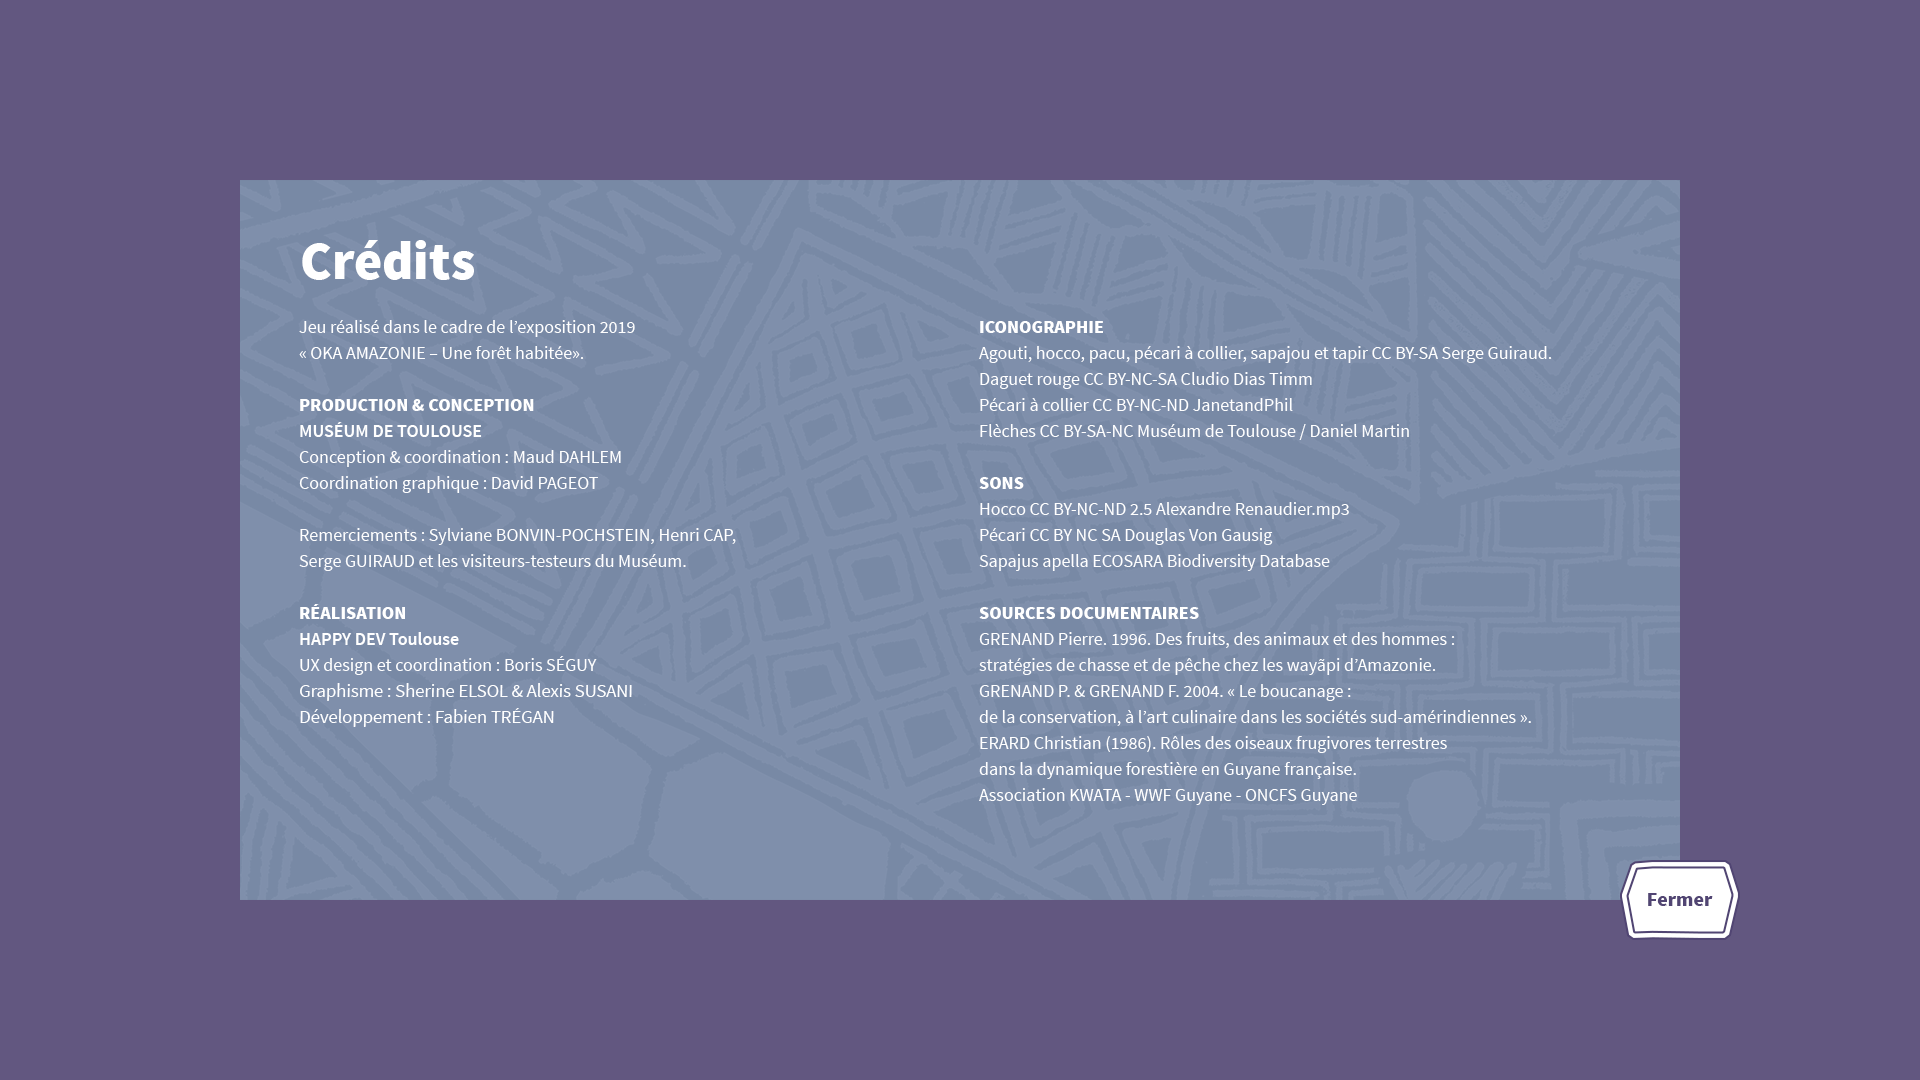 Crédits
Jeu réalisé dans le cadre de l’exposition 2019
« OKA AMAZONIE – Une forêt habitée».
PRODUCTION & CONCEPTION
MUSÉUM DE TOULOUSE
Conception & coordination : Maud DAHLEM
Coordination graphique : David PAGEOT
Remerciements : Sylviane BONVIN-POCHSTEIN, Henri CAP,
Serge GUIRAUD et les visiteurs-testeurs du Muséum.
RÉALISATION
HAPPY DEV Toulouse
UX design et coordination : Boris SÉGUY
Graphisme : Sherine ELSOL & Alexis SUSANI
Développement : Fabien TRÉGAN
ICONOGRAPHIE
Agouti, hocco, pacu, pécari à collier, sapajou et tapir CC BY-SA Serge Guiraud.
Daguet rouge CC BY-NC-SA Cludio Dias Timm
Pécari à collier CC BY-NC-ND JanetandPhil
Flèches CC BY-SA-NC Muséum de Toulouse / Daniel Martin
SONS
Hocco CC BY-NC-ND 2.5 Alexandre Renaudier.mp3
Pécari CC BY NC SA Douglas Von Gausig
Sapajus apella ECOSARA Biodiversity Database
SOURCES DOCUMENTAIRES
GRENAND Pierre. 1996. Des fruits, des animaux et des hommes :
stratégies de chasse et de pêche chez les wayãpi d’Amazonie.
GRENAND P. & GRENAND F. 2004. « Le boucanage :
de la conservation, à l’art culinaire dans les sociétés sud-amérindiennes ».
ERARD Christian (1986). Rôles des oiseaux frugivores terrestres
dans la dynamique forestière en Guyane française.
Association KWATA - WWF Guyane - ONCFS Guyane
Fermer